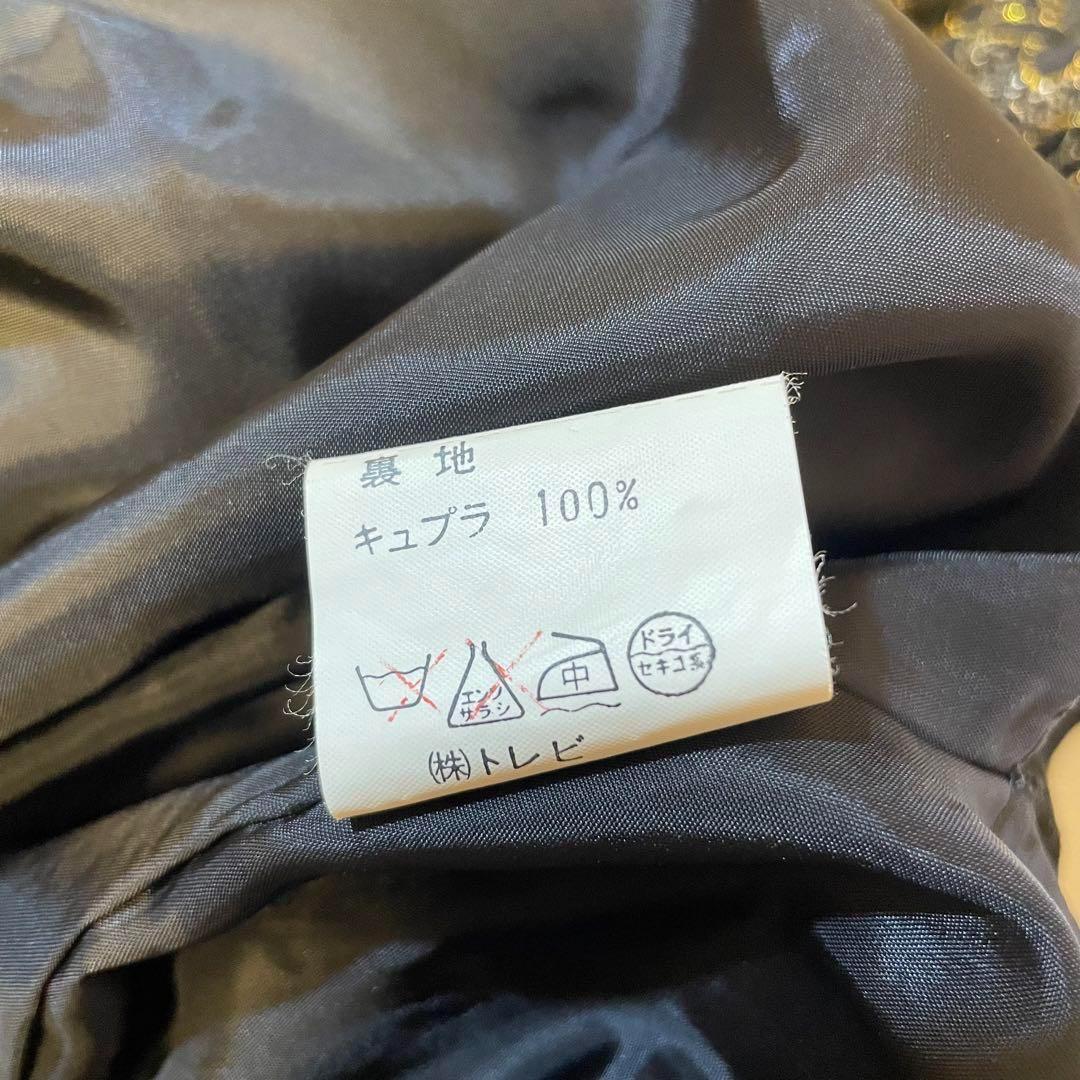 裏地
キュプラ 100%
エンソ
サラシ
中
ドライ
セキユ系
(株)トレビ